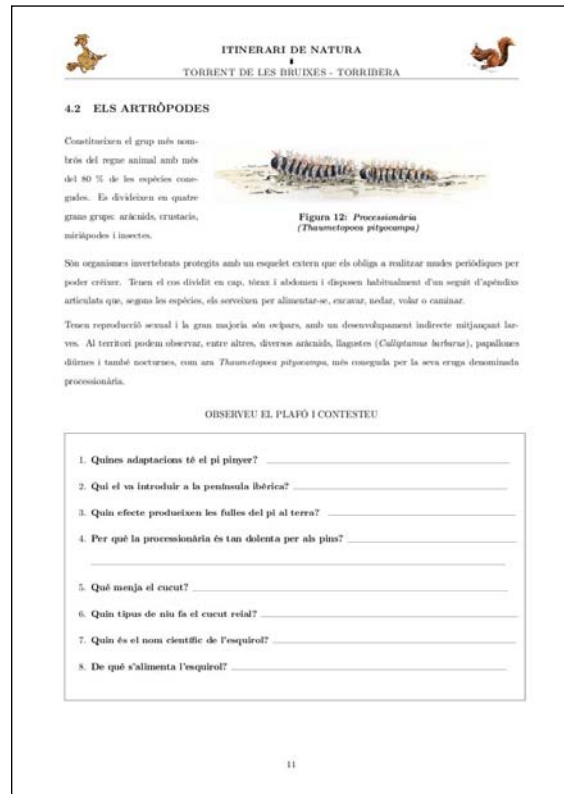 ITINERARI DE NATURA
TORRENT DE LES BRUIXES - TORRIBERA
4.2 ELS ARTRÒPODES
Constitueixen el grup més nom-
brós del regne animal amb més
del 80 % de les espècies cone-
gudes. Es divideixen en quatre
grans grups: aràcnids, crustacis,
miriàpodes i insectes.
Figura 12: Processionària
(Thaumetopoea pityocampa)
Són organismes invertebrats protegits amb un esquelet extern que els obliga a realitzar mudes periòdiques per
poder créixer. Tenen el cos dividit en cap, tòrax i abdomen i disposen habitualment d'un seguit d'apèndixs
articulats que, segons les espècies, els serveixen per alimentar-se, excavar, nedar, volar o caminar.
Tenen reproducció sexual i la gran majoria són ovípars, amb un desenvolupament indirecte mitjançant lar-
ves. Al territori podem observar, entre altres, diversos aràcnids, llagostes (Calliptamus barbarus), papallones
diürnes i també nocturnes, com ara Thaumetopoea pityocampa, més coneguda per la seva eruga denominada
processionària.
OBSERVEU EL PLAFÓ I CONTESTEU
1. Quines adaptacions té el pi pinyer?
2. Qui el va introduir a la península ibèrica?
3. Quin efecte produeixen les fulles del pi al terra?
4. Per què la processionària és tan dolenta per als pins?
5. Què menja el cucut?
6. Quin tipus de niu fa el cucut reial?
7. Quin és el nom científic de l'esquirol?
8. De què s'alimenta l'esquirol?
11